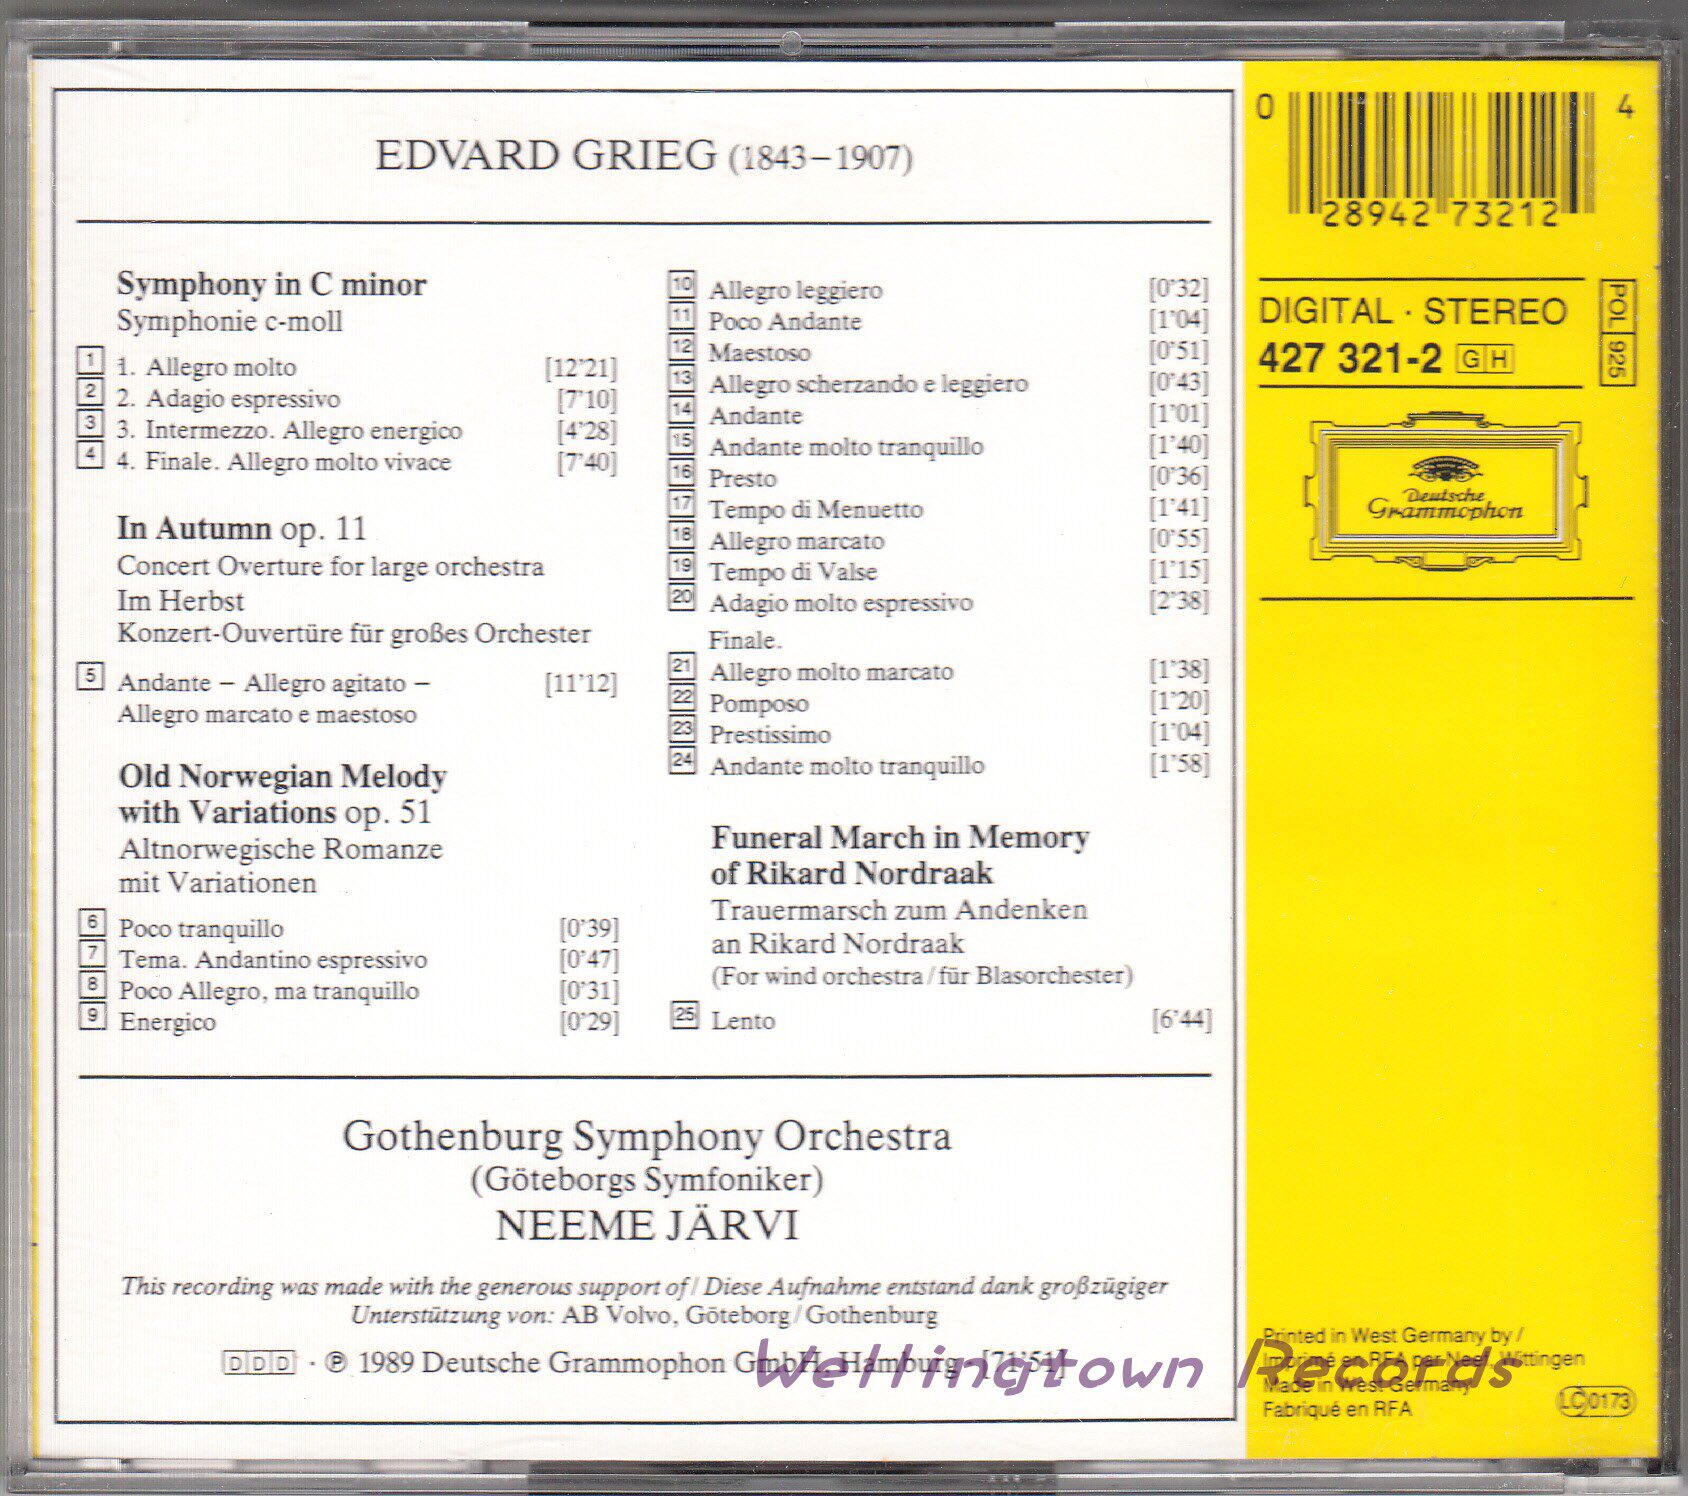 EDVARD GRIEG (1843–1907)
Symphony in C minor
Symphonie c-moll
1 1. Allegro molto [12'21]
2 2. Adagio espressivo [7'10]
3 3. Intermezzo. Allegro energico [4'28]
4 4. Finale. Allegro molto vivace [7'40]
In Autumn op. 11
Concert Overture for large orchestra
Im Herbst
Konzert-Ouvertüre für großes Orchester
5 Andante – Allegro agitato – [11'12]
Allegro marcato e maestoso
Old Norwegian Melody
with Variations op. 51
Altnorwegische Romanze
mit Variationen
6 Poco tranquillo [0'39]
7 Tema. Andantino espressivo [0'47]
8 Poco Allegro, ma tranquillo [0'31]
9 Energico [0'29]
10 Allegro leggiero [0'32]
11 Poco Andante [1'04]
12 Maestoso [0'51]
13 Allegro scherzando e leggiero [0'43]
14 Andante [1'01]
15 Andante molto tranquillo [1'40]
16 Presto [0'36]
17 Tempo di Menuetto [1'41]
18 Allegro marcato [0'55]
19 Tempo di Valse [1'15]
20 Adagio molto espressivo [2'38]
Finale.
21 Allegro molto marcato [1'38]
22 Pomposo [1'20]
23 Prestissimo [1'04]
24 Andante molto tranquillo [1'58]
Funeral March in Memory
of Rikard Nordraak
Trauermarsch zum Andenken
an Rikard Nordraak
(For wind orchestra/für Blasorchester)
25 Lento [6'44]
Gothenburg Symphony Orchestra
(Göteborgs Symfoniker)
NEEME JÄRVI
This recording was made with the generous support of/Diese Aufnahme entstand dank großzügiger
Unterstützung von: AB Volvo, Göteborg/Gothenburg
DDD · ℗ 1989 Deutsche Grammophon GmbH, Hamburg [71'51]
0 28942 73212 4
DIGITAL · STEREO
427 321-2 GH
POL 925
Deutsche
Grammophon
Printed in West Germany by/
Imprimé en RFA par Neef, Wittingen
Made in West Germany
Fabriqué en RFA
LC 0173
Wellingtown Records